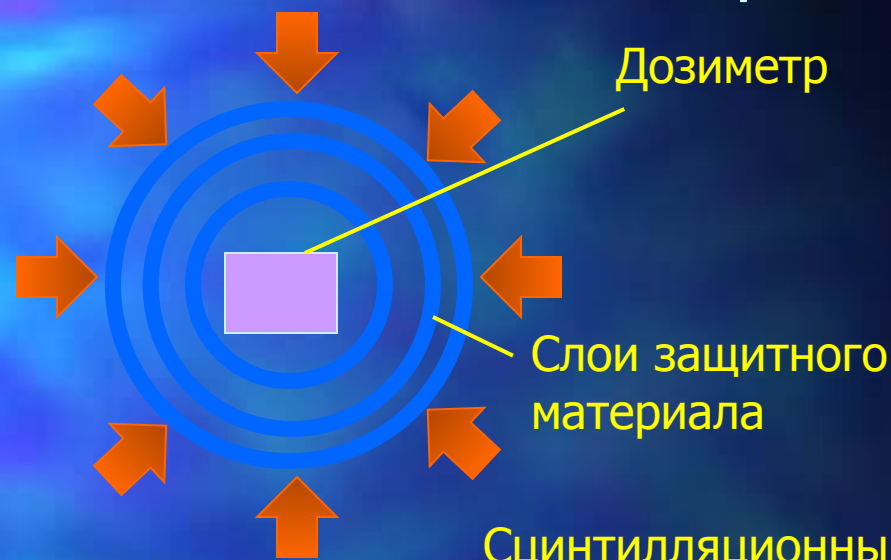 Дозиметр
Слои защитного
материала